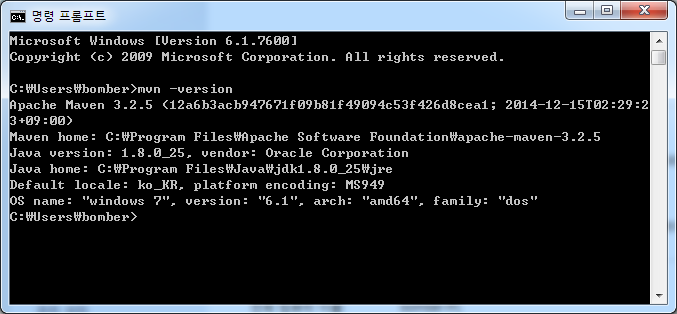 명령 프롬프트
Microsoft Windows [Version 6.1.7600]
Copyright (c) 2009 Microsoft Corporation. All rights reserved.
C:₩Users₩bomber>mvn -version
Apache Maven 3.2.5 (12a6b3acb947671f09b81f49094c53f426d8cea1; 2014-12-15T02:29:2
3+09:00)
Maven home: C:₩Program Files₩Apache Software Foundation₩apache-maven-3.2.5
Java version: 1.8.0_25, vendor: Oracle Corporation
Java home: C:₩Program Files₩Java₩jdk1.8.0_25₩jre
Default locale: ko_KR, platform encoding: MS949
OS name: "windows 7", version: "6.1", arch: "amd64", family: "dos"
C:₩Users₩bomber>